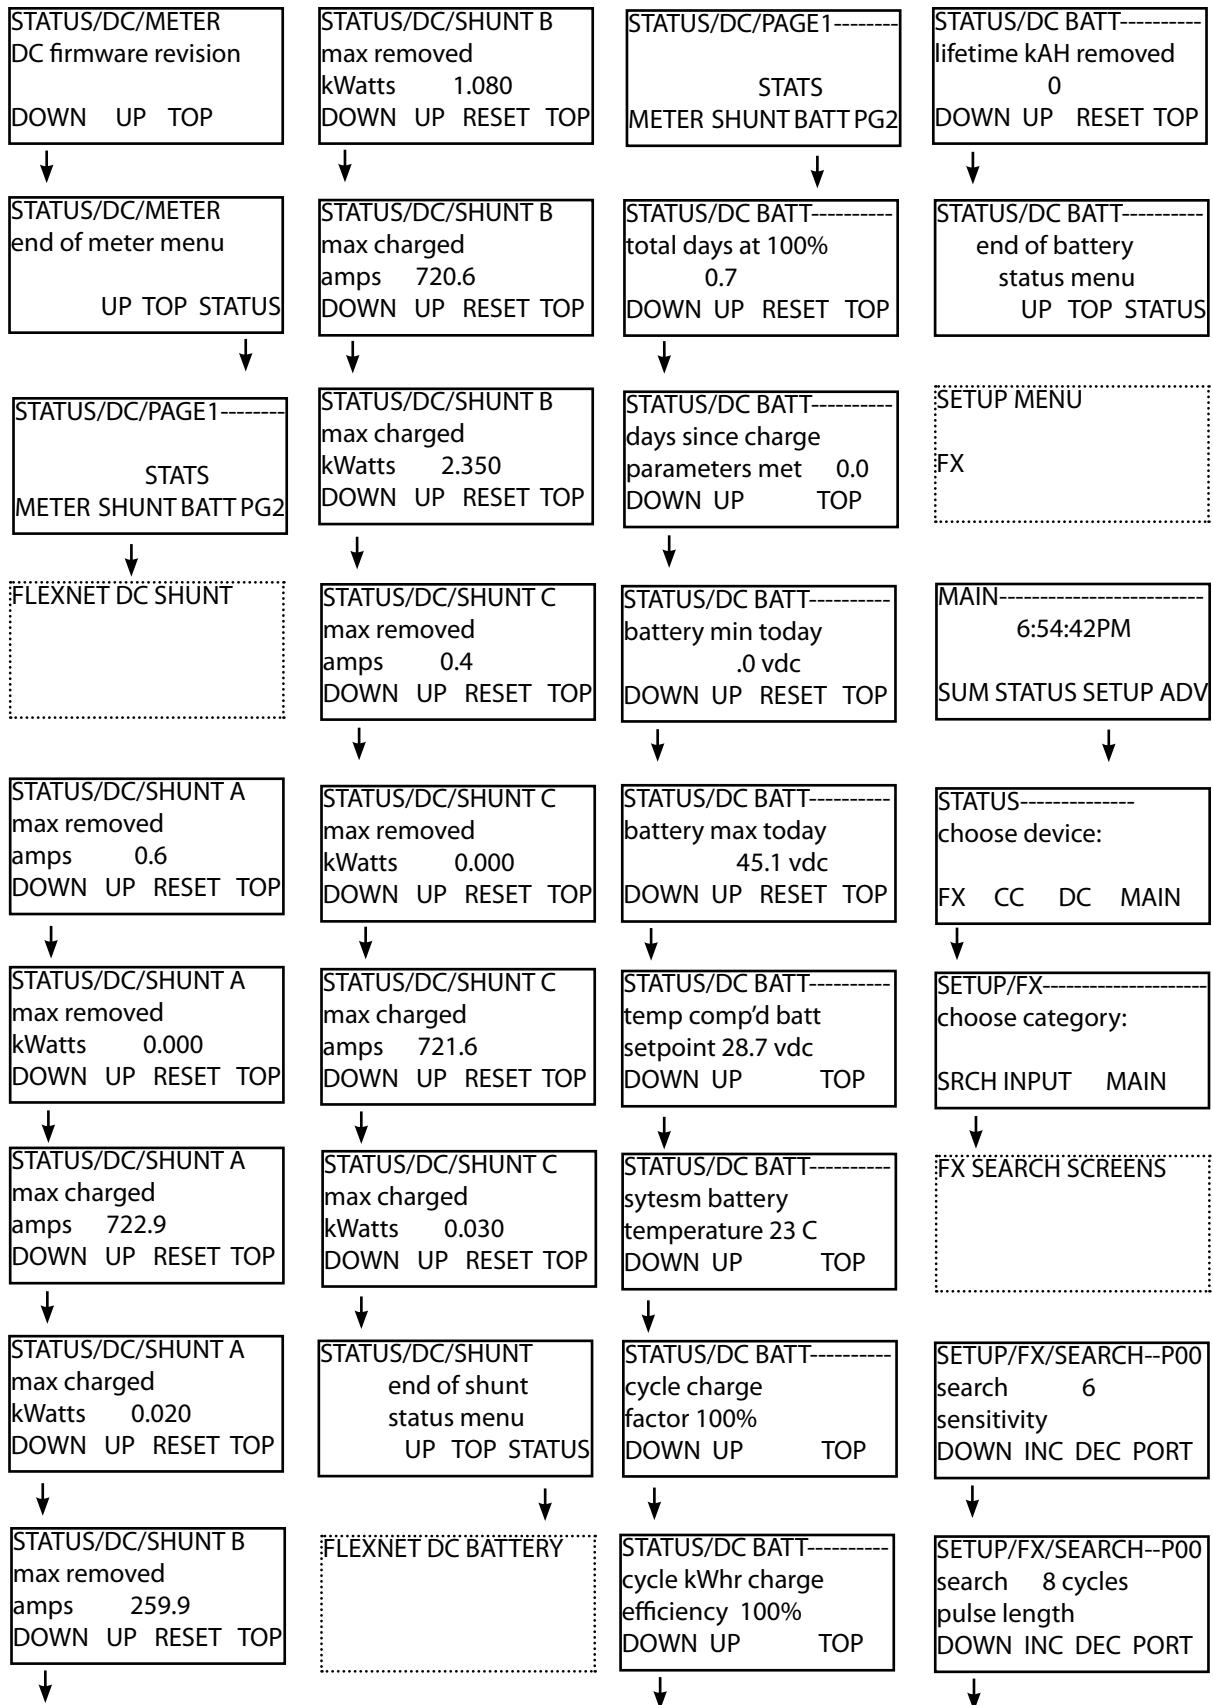 STATUS/DC/METER
DC firmware revision
DOWN UP TOP
STATUS/DC/METER
end of meter menu
UP TOP STATUS
STATUS/DC/PAGE1--------
STATS
METER SHUNT BATT PG2
FLEXNET DC SHUNT
STATUS/DC/SHUNT A
max removed
amps 0.6
DOWN UP RESET TOP
STATUS/DC/SHUNT A
max removed
kWatts 0.000
DOWN UP RESET TOP
STATUS/DC/SHUNT A
max charged
amps 722.9
DOWN UP RESET TOP
STATUS/DC/SHUNT A
max charged
kWatts 0.020
DOWN UP RESET TOP
STATUS/DC/SHUNT B
max removed
amps 259.9
DOWN UP RESET TOP
STATUS/DC/SHUNT B
max removed
kWatts 1.080
DOWN UP RESET TOP
STATUS/DC/SHUNT B
max charged
amps 720.6
DOWN UP RESET TOP
STATUS/DC/SHUNT B
max charged
kWatts 2.350
DOWN UP RESET TOP
STATUS/DC/SHUNT C
max removed
amps 0.4
DOWN UP RESET TOP
STATUS/DC/SHUNT C
max removed
kWatts 0.000
DOWN UP RESET TOP
STATUS/DC/SHUNT C
max charged
amps 721.6
DOWN UP RESET TOP
STATUS/DC/SHUNT C
max charged
kWatts 0.030
DOWN UP RESET TOP
STATUS/DC/SHUNT
end of shunt
status menu
UP TOP STATUS
FLEXNET DC BATTERY
STATUS/DC/PAGE1--------
STATS
METER SHUNT BATT PG2
STATUS/DC BATT----------
total days at 100%
0.7
DOWN UP RESET TOP
STATUS/DC BATT----------
days since charge
parameters met 0.0
DOWN UP TOP
STATUS/DC BATT----------
battery min today
.0 vdc
DOWN UP RESET TOP
STATUS/DC BATT----------
battery max today
45.1 vdc
DOWN UP RESET TOP
STATUS/DC BATT----------
temp comp’d batt
setpoint 28.7 vdc
DOWN UP TOP
STATUS/DC BATT----------
sytesm battery
temperature 23 C
DOWN UP TOP
STATUS/DC BATT----------
cycle charge
factor 100%
DOWN UP TOP
STATUS/DC BATT----------
cycle kWhr charge
efficiency 100%
DOWN UP TOP
STATUS/DC BATT----------
lifetime kAH removed
0
DOWN UP RESET TOP
STATUS/DC BATT----------
end of battery
status menu
UP TOP STATUS
SETUP MENU
FX
MAIN-------------------------
6:54:42PM
SUM STATUS SETUP ADV
STATUS--------------
choose device:
FX CC DC MAIN
SETUP/FX--------------------
choose category:
SRCH INPUT MAIN
FX SEARCH SCREENS
SETUP/FX/SEARCH--P00
search 6
sensitivity
DOWN INC DEC PORT
SETUP/FX/SEARCH--P00
search 8 cycles
pulse length
DOWN INC DEC PORT